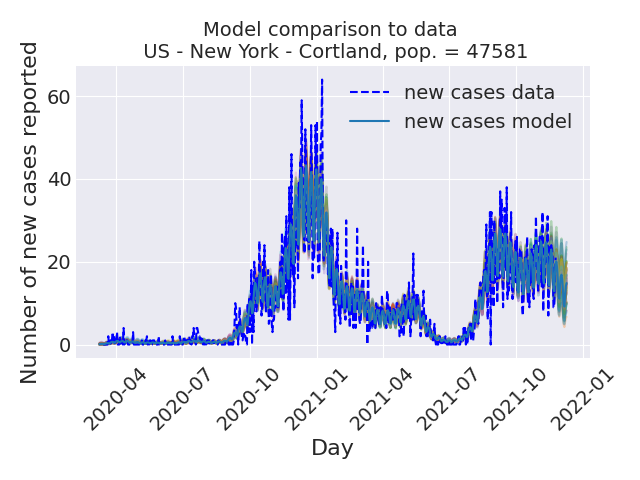 Model comparison to data
US - New York - Cortland, pop. = 47581
Number of new cases reported
60
40
20
0
new cases data
new cases model
2020-04
2020-07
2020-10
2021-01
2021-04
2021-07
2021-10
2022-01
Day